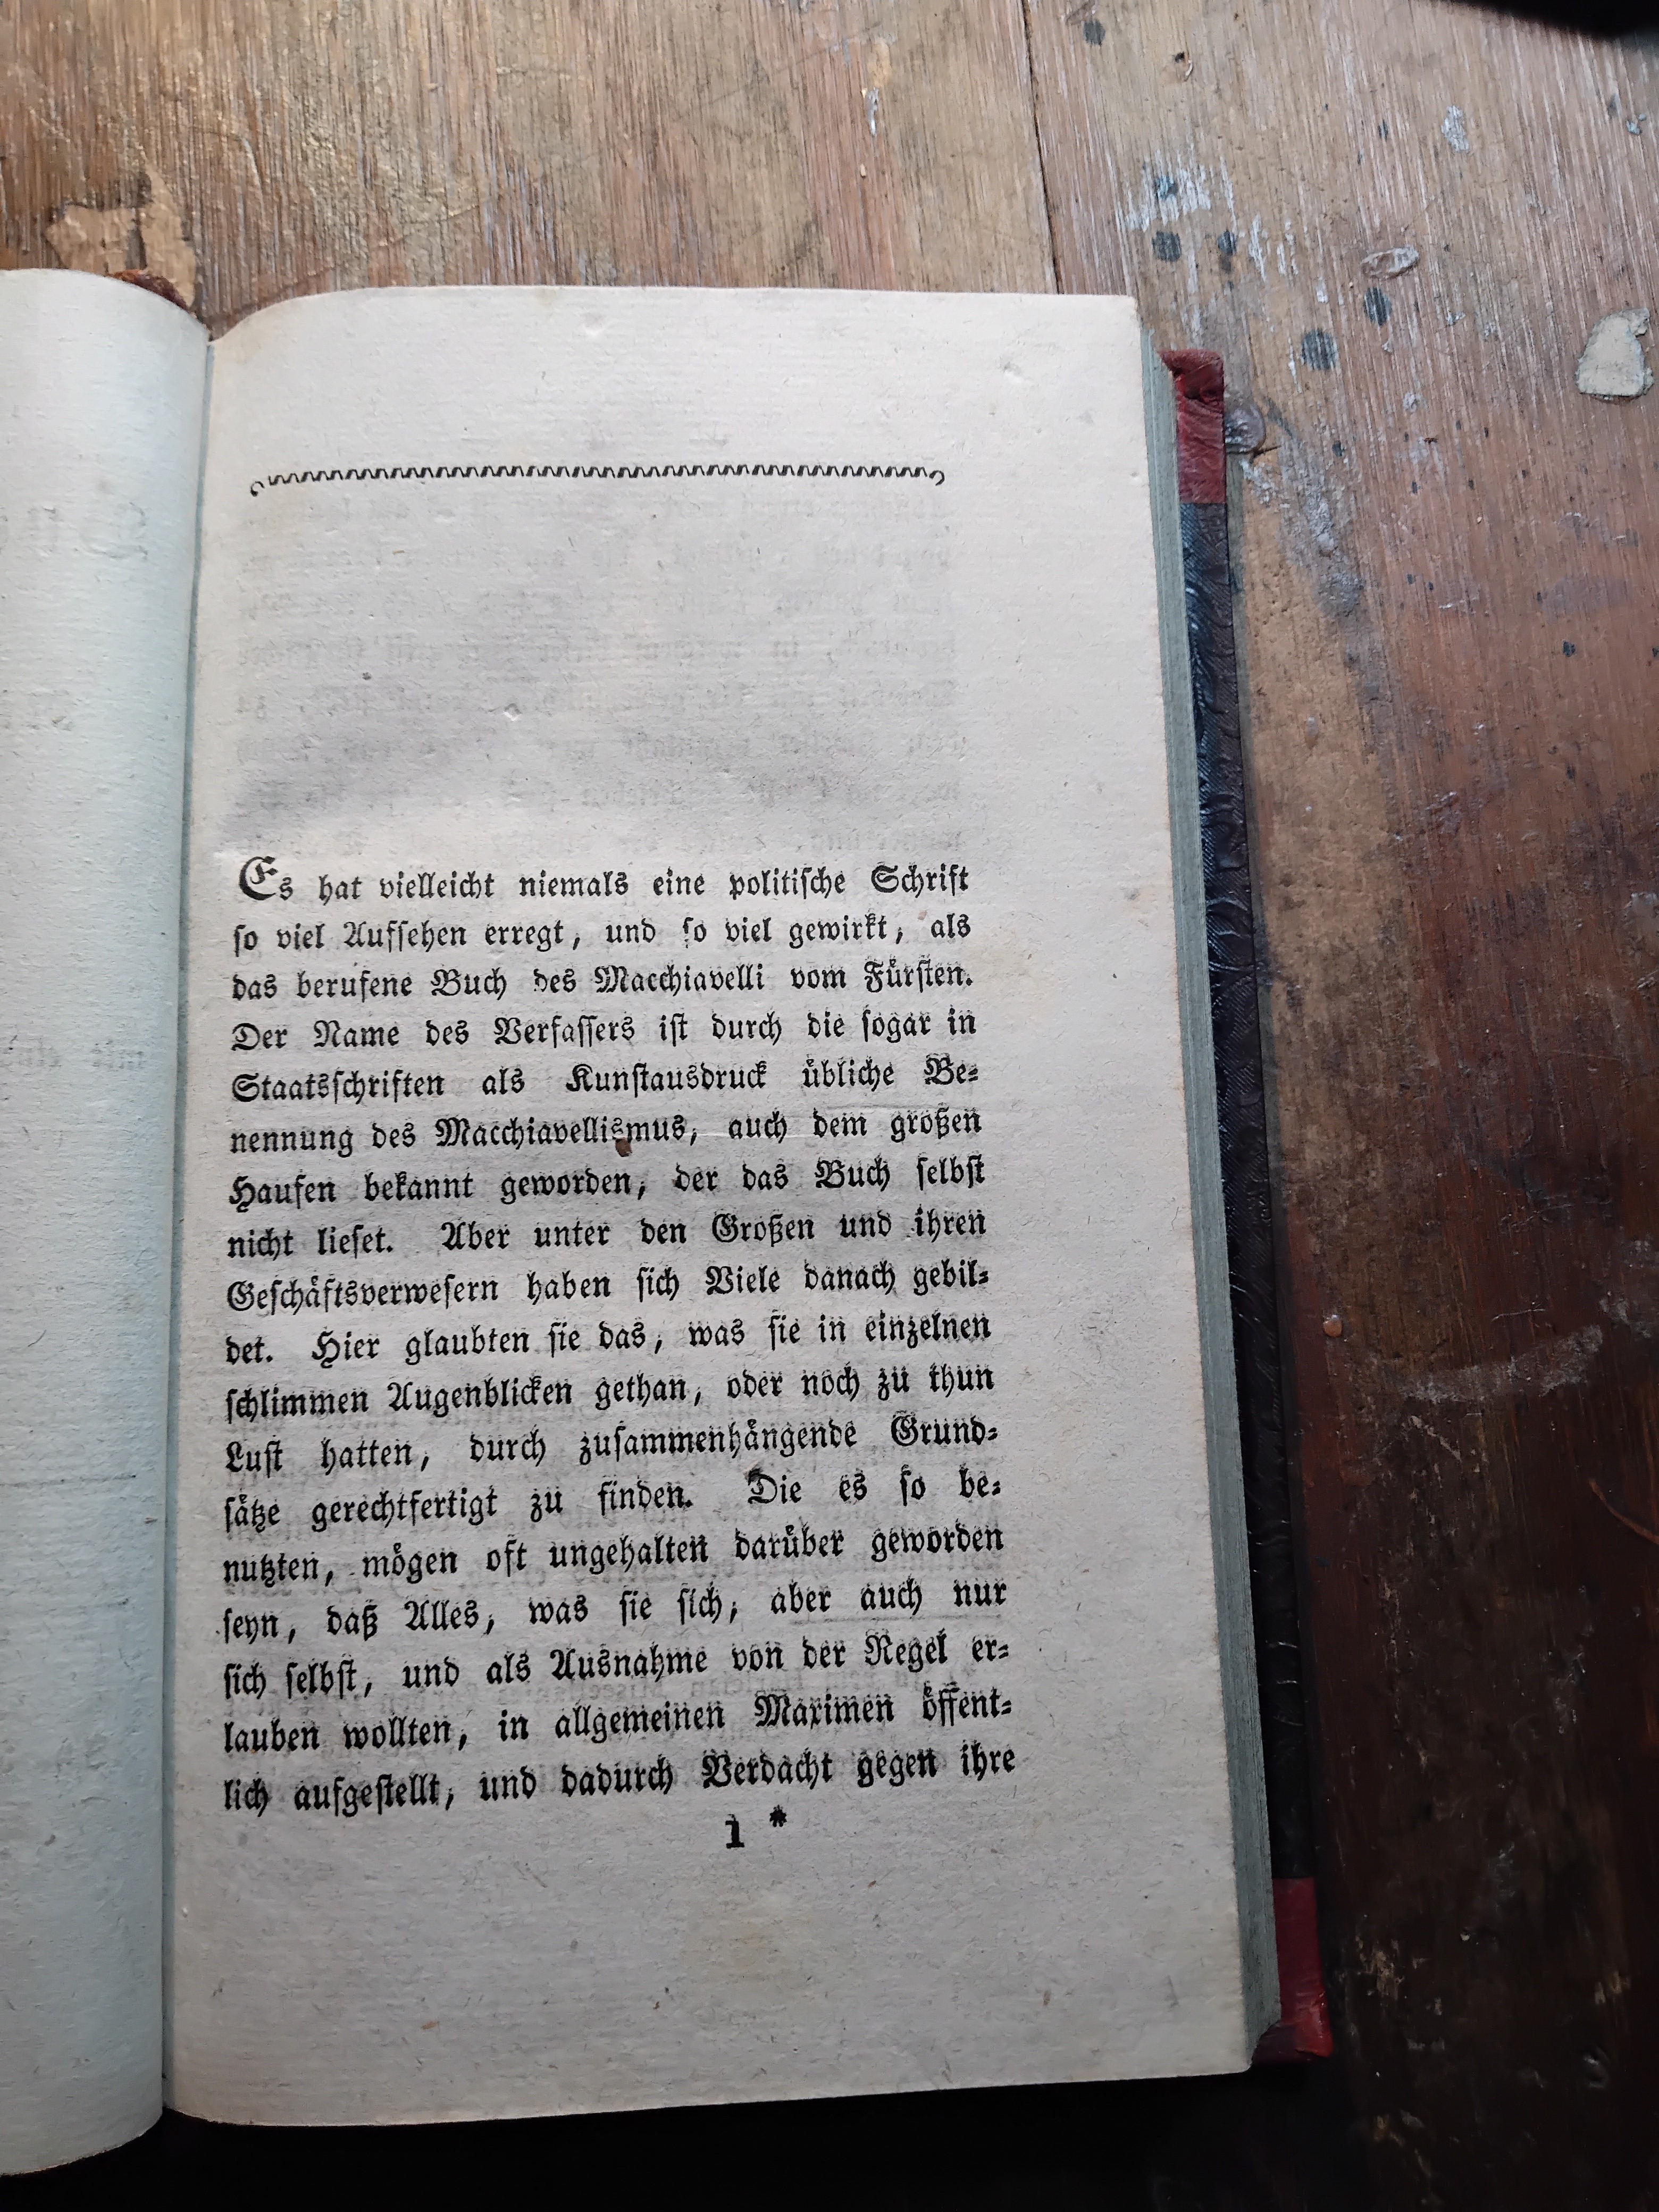 Es hat vielleicht niemals eine politiſche Schrift
ſo viel Aufſehen erregt, und ſo viel gewirkt, als
das berufene Buch des Macchiavelli vom Fürſten.
Der Name des Verfaſſers iſt durch die ſogar in
Staatsſchriften als Kunſtausdruck übliche Be⸗
nennung des Macchiavellismus, auch dem großen
Haufen bekannt geworden, der das Buch ſelbſt
nicht lieſet. Aber unter den Großen und ihren
Geſchäftsverweſern haben ſich Viele danach gebil⸗
det. Hier glaubten ſie das, was ſie in einzelnen
ſchlimmen Augenblicken gethan, oder noch zu thun
Luſt hatten, durch zuſammenhängende Grund⸗
ſätze gerechtfertigt zu finden. Die es ſo be⸗
nutzten, mögen oft ungehalten darüber geworden
ſeyn, daß Alles, was ſie ſich, aber auch nur
ſich ſelbſt, und als Ausnahme von der Regel er⸗
lauben wollten, in allgemeinen Maximen öffent⸗
lich aufgeſtellt, und dadurch Verdacht gegen ihre
1 *